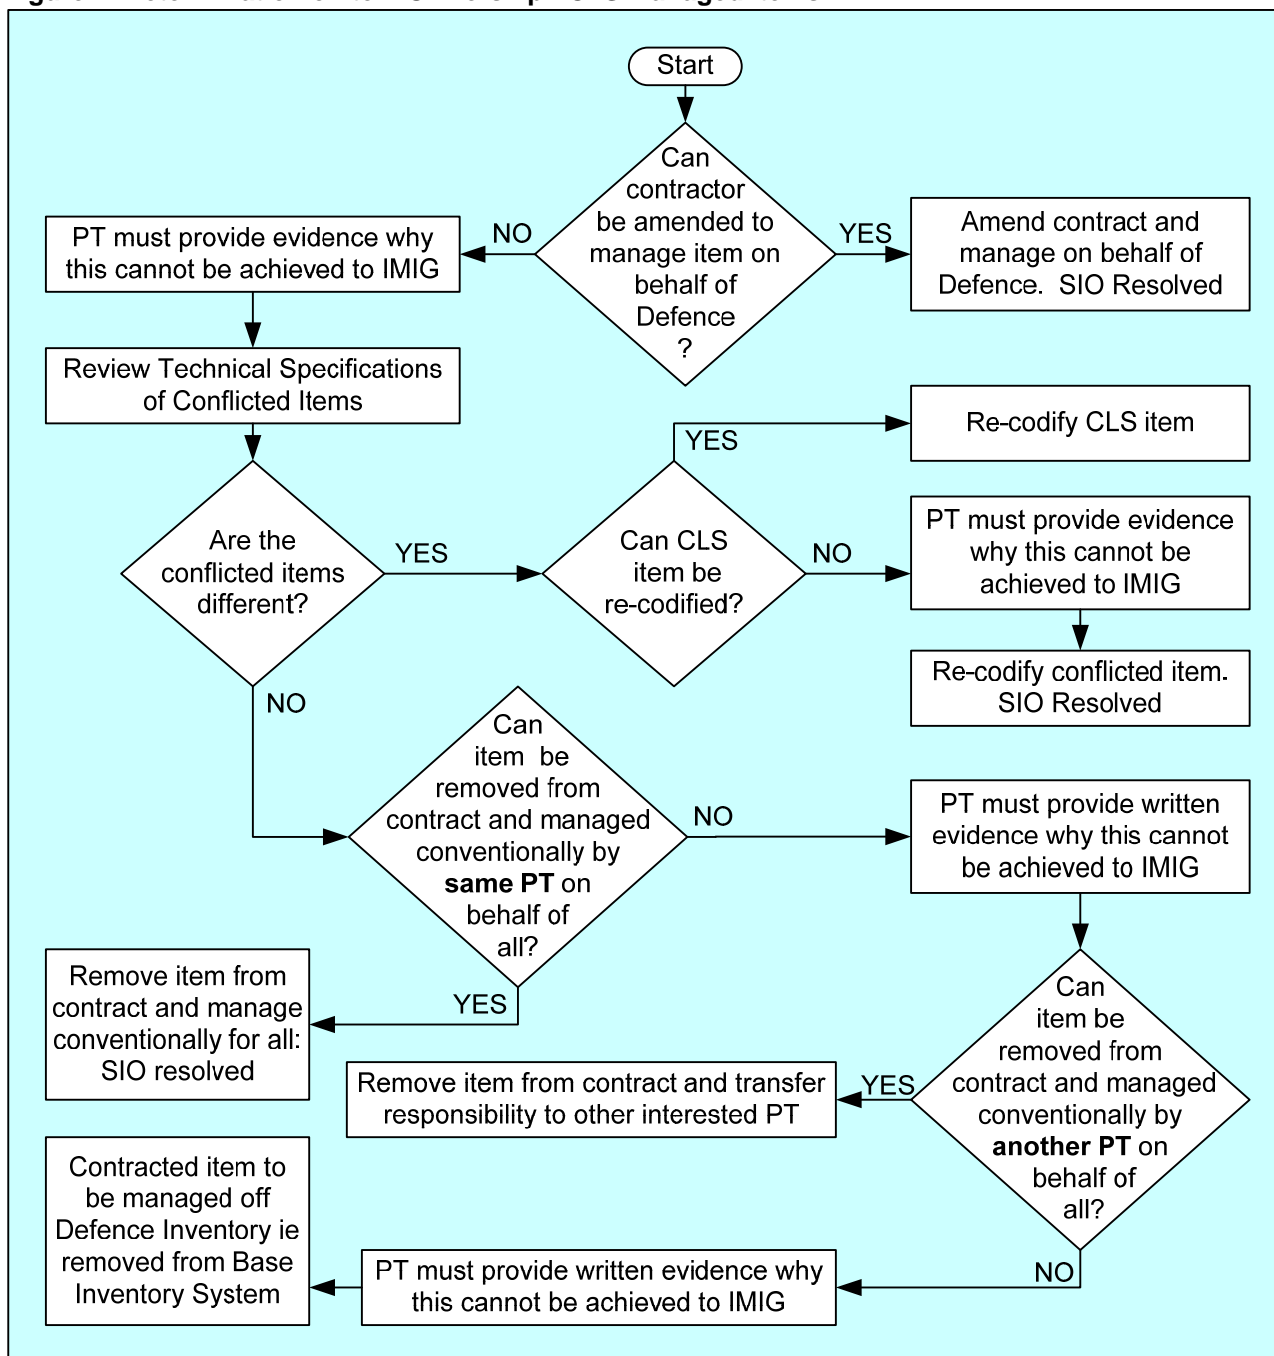 Start
Can
contractor
be amended to
manage item on
behalf of
Defence
?
NO
YES
PT must provide evidence why
this cannot be achieved to IMIG
Amend contract and
manage on behalf of
Defence.  SIO Resolved
Review Technical Specifications
of Conflicted Items
Re-codify CLS item
YES
Are the
conflicted items
different?
YES
Can CLS
item be
re-codified?
NO
PT must provide evidence
why this cannot be
achieved to IMIG
Re-codify conflicted item.
SIO Resolved
NO
Can
item  be
removed from
contract and managed
conventionally by
same PT on
behalf of
all?
NO
PT must provide written
evidence why this cannot
be achieved to IMIG
YES
Remove item from
contract and manage
conventionally for all:
SIO resolved
Can
item be
removed from
contract and managed
conventionally by
another PT on
behalf of
all?
YES
Remove item from contract and transfer
responsibility to other interested PT
NO
PT must provide written evidence why
this cannot be achieved to IMIG
Contracted item to
be managed off
Defence Inventory ie
removed from Base
Inventory System